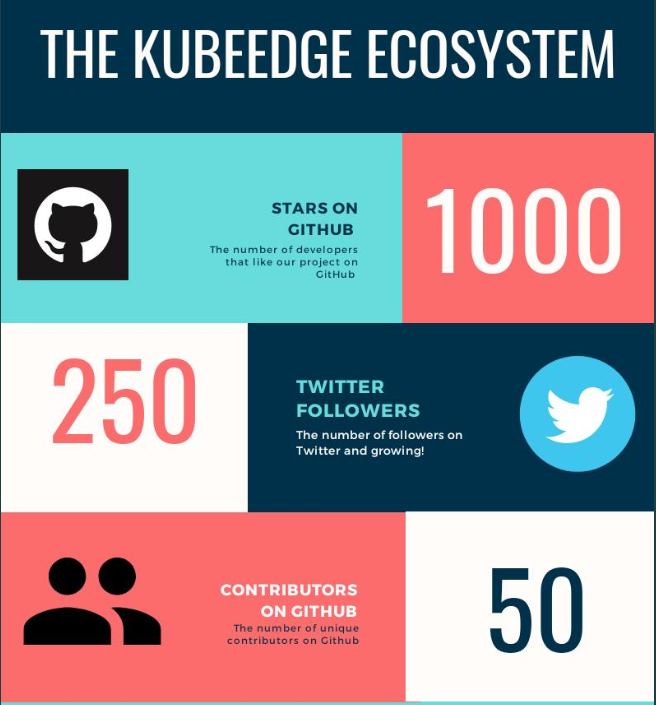 THE KUBEEDGE ECOSYSTEM
STARS ON
GITHUB
The number of developers
that like our project on
GitHub
1000
250
TWITTER
FOLLOWERS
The number of followers on
Twitter and growing!
CONTRIBUTORS
ON GITHUB
The number of unique
contributors on Github
50